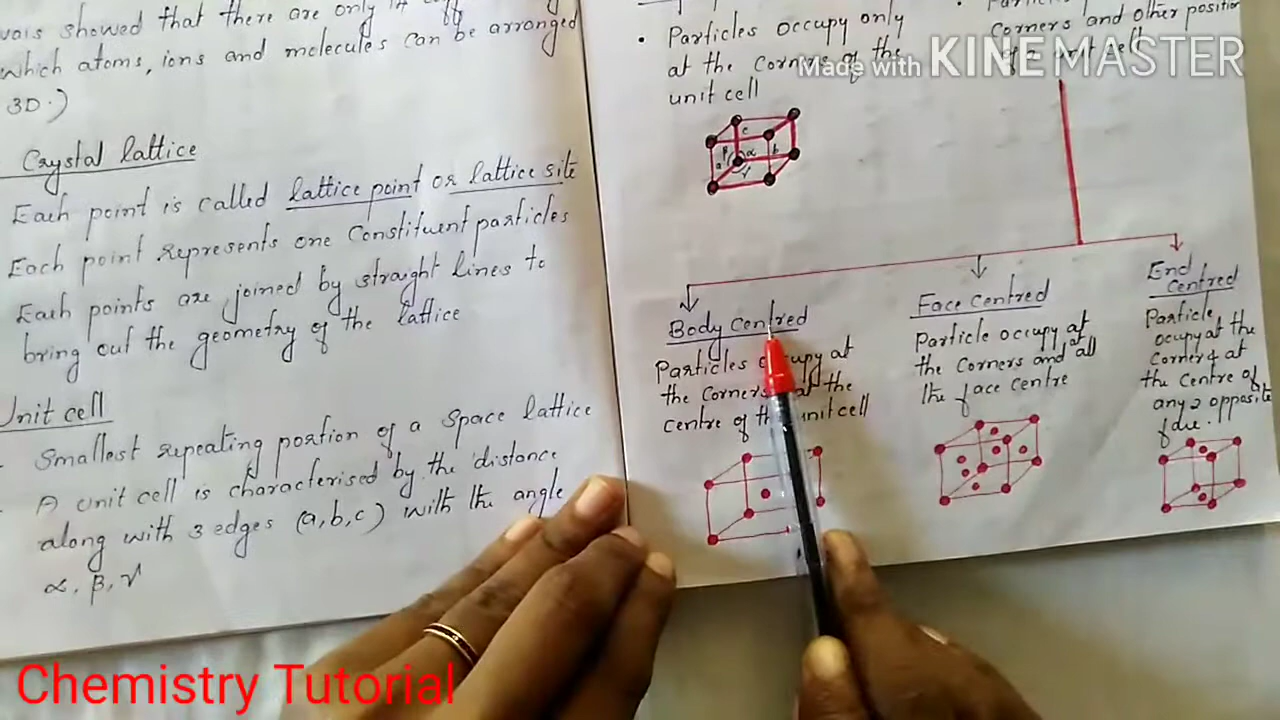 vais showed that there are only 14
which atoms, ions and molecules can be arranged
3D.)
Crystal lattice
Each point is called lattice point or lattice site
Each point represents one constituent particles
Each points are joined by straight lines to
bring out the geometry of the lattice
Unit cell
Smallest repeating portion of a space lattice
A unit cell is characterised by the distance
along with 3 edges (a,b,c) with the angle
α, β, γ
• Particles occupy only
at the corners of the
unit cell
corners and other position
of a unit cell
Made with KINEMASTER
c
β α b
a γ
Body centred
Particles occupy at
the corners at the
centre of the unit cell
Face centred
Particle occupy at
the corners and at all
the face centre
End
centred
Particle
occupy at the
corner & at
the centre of
any 2 opposite
Chemistry Tutorial